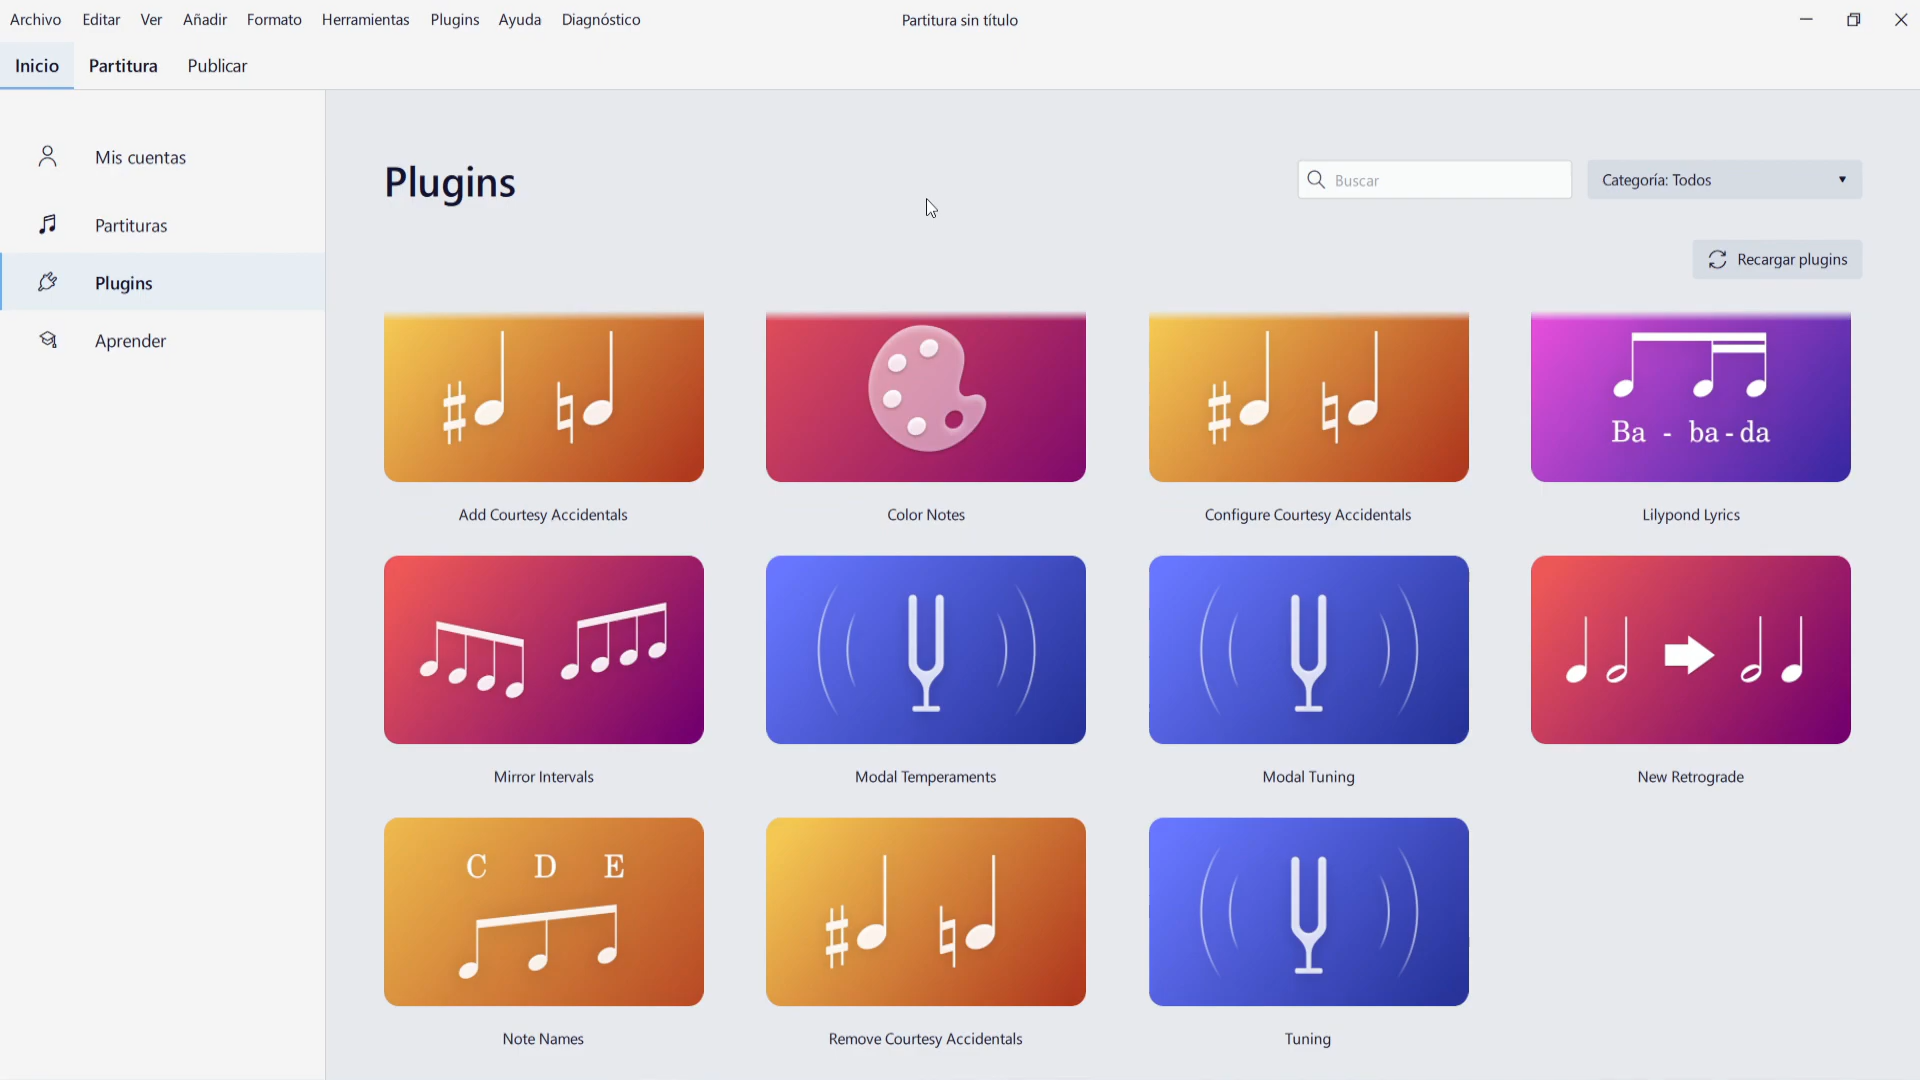 Archivo Editar Ver Añadir Formato Herramientas Plugins Ayuda Diagnóstico
Partitura sin título
Inicio Partitura Publicar
Mis cuentas
Partituras
Plugins
Aprender
Plugins
Buscar
Categoría: Todos
Recargar plugins
Ba - ba - da
Add Courtesy Accidentals
Color Notes
Configure Courtesy Accidentals
Lilypond Lyrics
Mirror Intervals
Modal Temperaments
Modal Tuning
New Retrograde
C D E
Note Names
Remove Courtesy Accidentals
Tuning